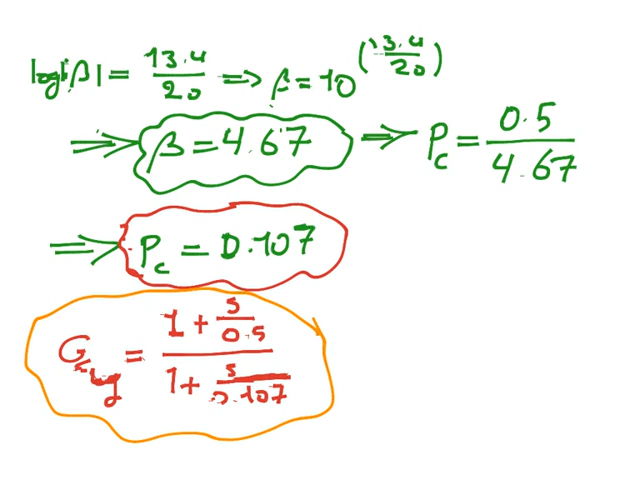 log|β| = 13.4/20 => β = 10^(13.4/20)
=> β = 4.67 => P_c = 0.5/4.67
=> P_c = 0.107
G_lag = (1 + s/0.5)/(1 + s/0.107)